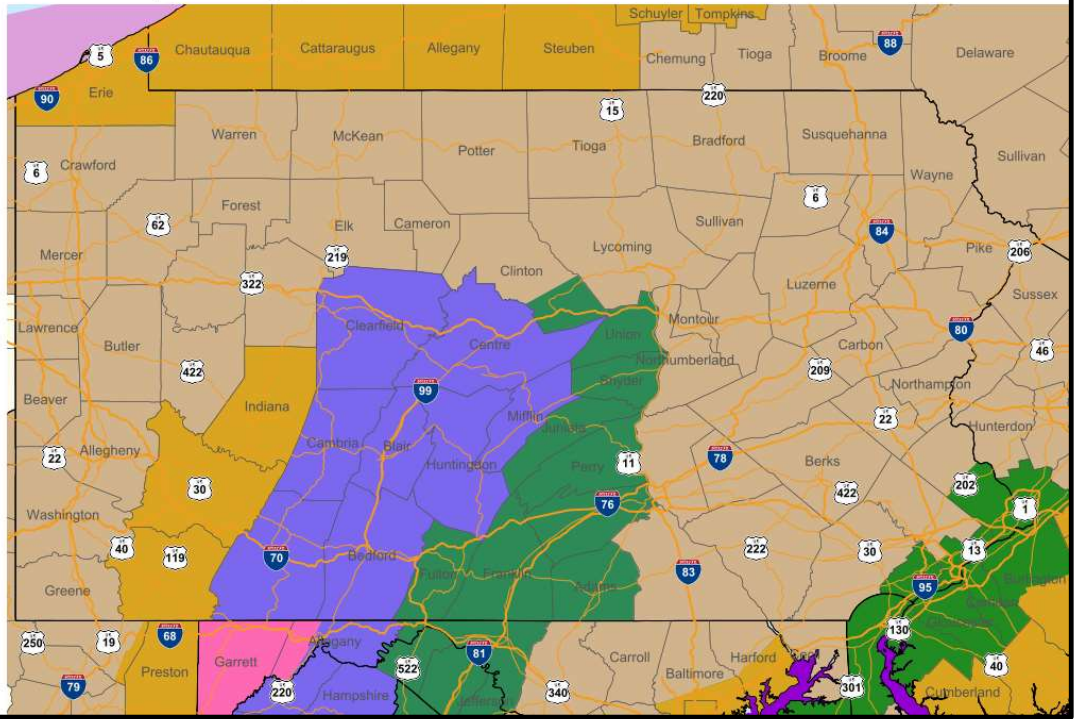 Schuyler Tompkins
5
86
Chautauqua Cattaraugus Allegany Steuben
Chemung Tioga Broome
88
Delaware
90
Erie
220
15
Warren McKean Potter Tioga Bradford Susquehanna
Crawford
6
Sullivan
Wayne
62
Forest
Elk Cameron
6
Sullivan
84
Lycoming
Mercer
219
Pike
206
322
Clinton
Luzerne
Sussex
Lawrence
Clearfield
Montour
80
Butler
Centre
Union
Carbon
46
Northumberland
422
209
Snyder
Northampton
Beaver
99
Indiana
Mifflin
22
Juniata
Hunterdon
Allegheny
Cambria Blair
22
Huntingdon
Perry
11
78
Berks
202
30
422
76
1
Washington
40
119
70
Bedford
222
30
13
Fulton Franklin
83
Adams
95
Burlington
Greene
Camden
Gloucester
250
19
68
Allegany
130
Garrett
81
Carroll
Harford Cecil
Preston
522
Baltimore
40
79
220
Hampshire
340
301
Cumberland
Jefferson